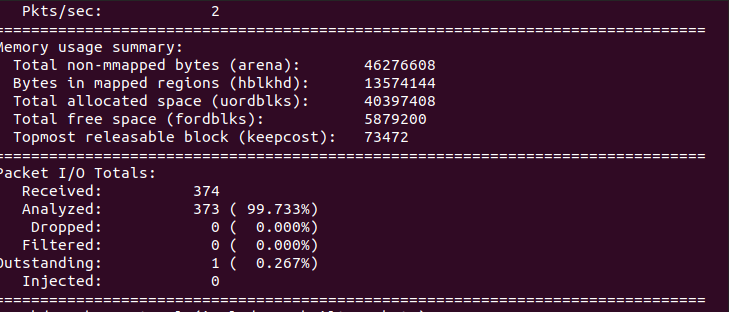 Pkts/sec: 2
===============================================================================
Memory usage summary:
Total non-mmapped bytes (arena): 46276608
Bytes in mapped regions (hblkhd): 13574144
Total allocated space (uordblks): 40397408
Total free space (fordblks): 5879200
Topmost releasable block (keepcost): 73472
===============================================================================
Packet I/O Totals:
Received: 374
Analyzed: 373 ( 99.733%)
Dropped: 0 ( 0.000%)
Filtered: 0 ( 0.000%)
Outstanding: 1 ( 0.267%)
Injected: 0
===============================================================================